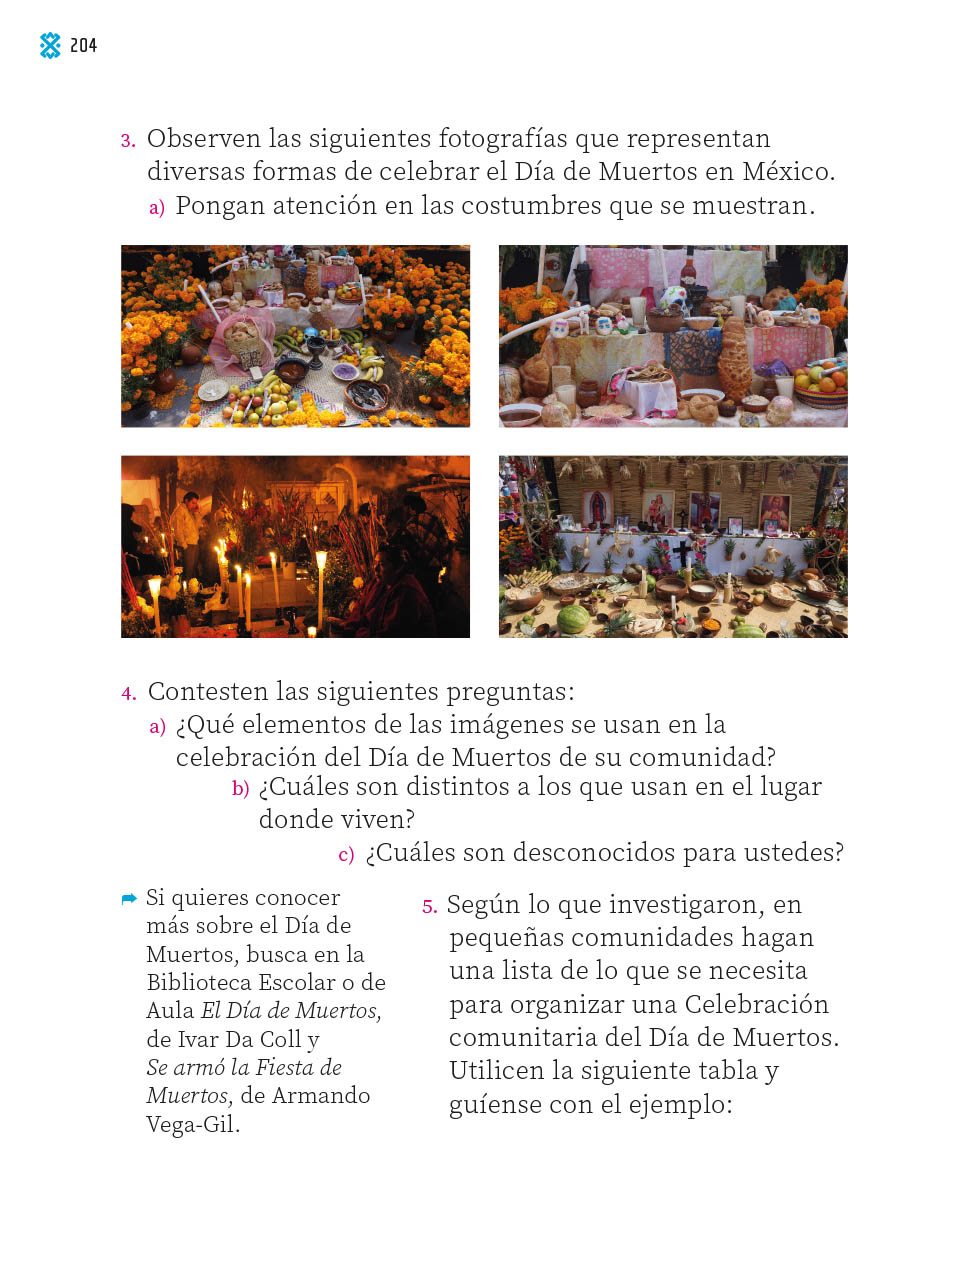 204
3. Observen las siguientes fotografías que representan
diversas formas de celebrar el Día de Muertos en México.
a) Pongan atención en las costumbres que se muestran.
4. Contesten las siguientes preguntas:
a) ¿Qué elementos de las imágenes se usan en la
celebración del Día de Muertos de su comunidad?
b) ¿Cuáles son distintos a los que usan en el lugar
donde viven?
c) ¿Cuáles son desconocidos para ustedes?
Si quieres conocer
más sobre el Día de
Muertos, busca en la
Biblioteca Escolar o de
Aula El Día de Muertos,
de Ivar Da Coll y
Se armó la Fiesta de
Muertos, de Armando
Vega-Gil.
5. Según lo que investigaron, en
pequeñas comunidades hagan
una lista de lo que se necesita
para organizar una Celebración
comunitaria del Día de Muertos.
Utilicen la siguiente tabla y
guíense con el ejemplo: